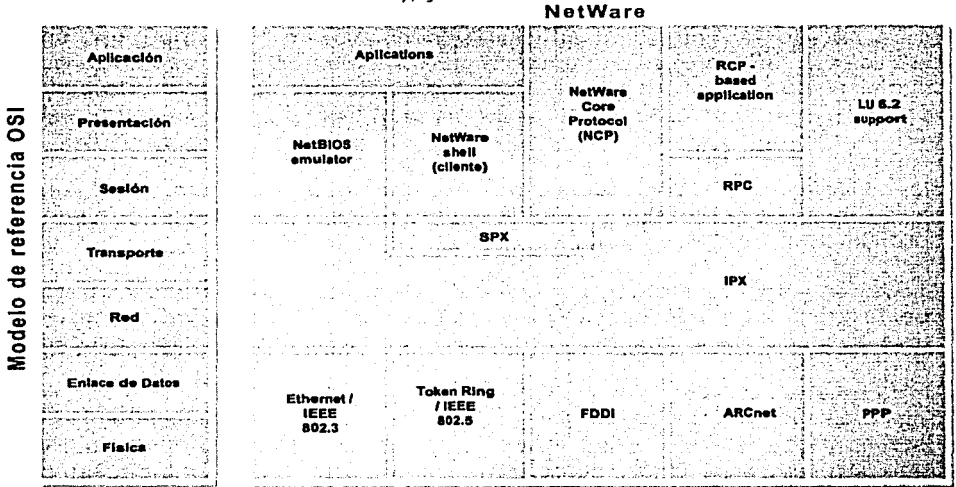 NetWare
Modelo de referencia OSI
Aplicación
Presentación
Sesión
Transporte
Red
Enlace de Datos
Física
Aplications
NetBIOS
emulator
NetWare
shell
(cliente)
NetWare
Core
Protocol
(NCP)
RCP -
based
application
RPC
LU 6.2
support
SPX
IPX
Ethernet /
IEEE
802.3
Token Ring
/ IEEE
802.5
FDDI
ARCnet
PPP